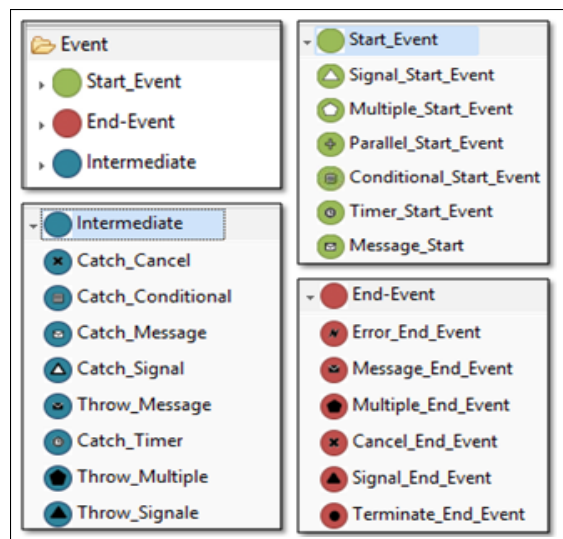 Event
Start_Event
End-Event
Intermediate
Intermediate
Catch_Cancel
Catch_Conditional
Catch_Message
Catch_Signal
Throw_Message
Catch_Timer
Throw_Multiple
Throw_Signale
Start_Event
Signal_Start_Event
Multiple_Start_Event
Parallel_Start_Event
Conditional_Start_Event
Timer_Start_Event
Message_Start
End-Event
Error_End_Event
Message_End_Event
Multiple_End_Event
Cancel_End_Event
Signal_End_Event
Terminate_End_Event